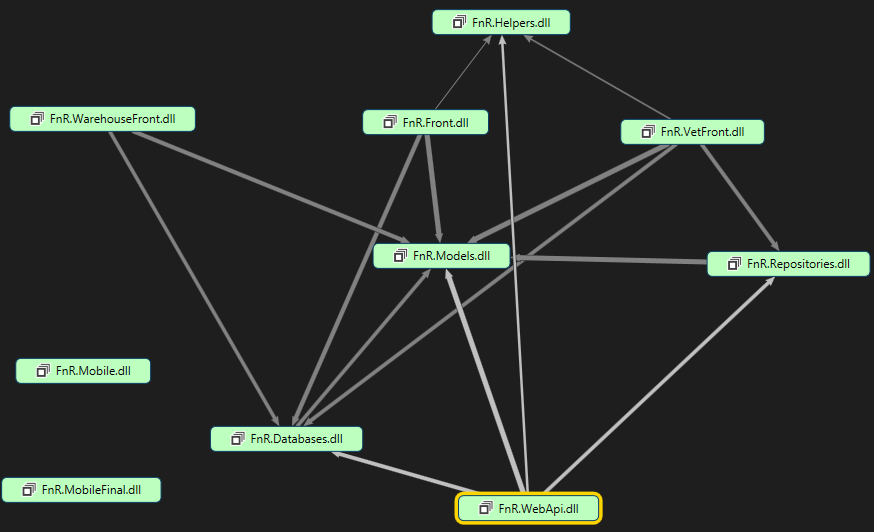 FnR.Helpers.dll
FnR.WarehouseFront.dll
FnR.Front.dll
FnR.VetFront.dll
FnR.Models.dll
FnR.Repositories.dll
FnR.Mobile.dll
FnR.Databases.dll
FnR.MobileFinal.dll
FnR.WebApi.dll